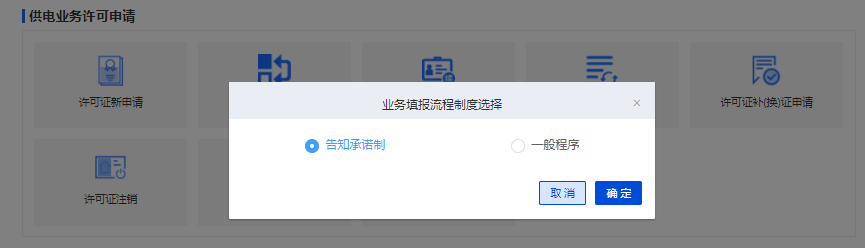 供电业务许可申请
业务填报流程制度选择
许可证新申请
许可证补(换)证申请
告知承诺制
一般程序
许可证注销
取消
确定